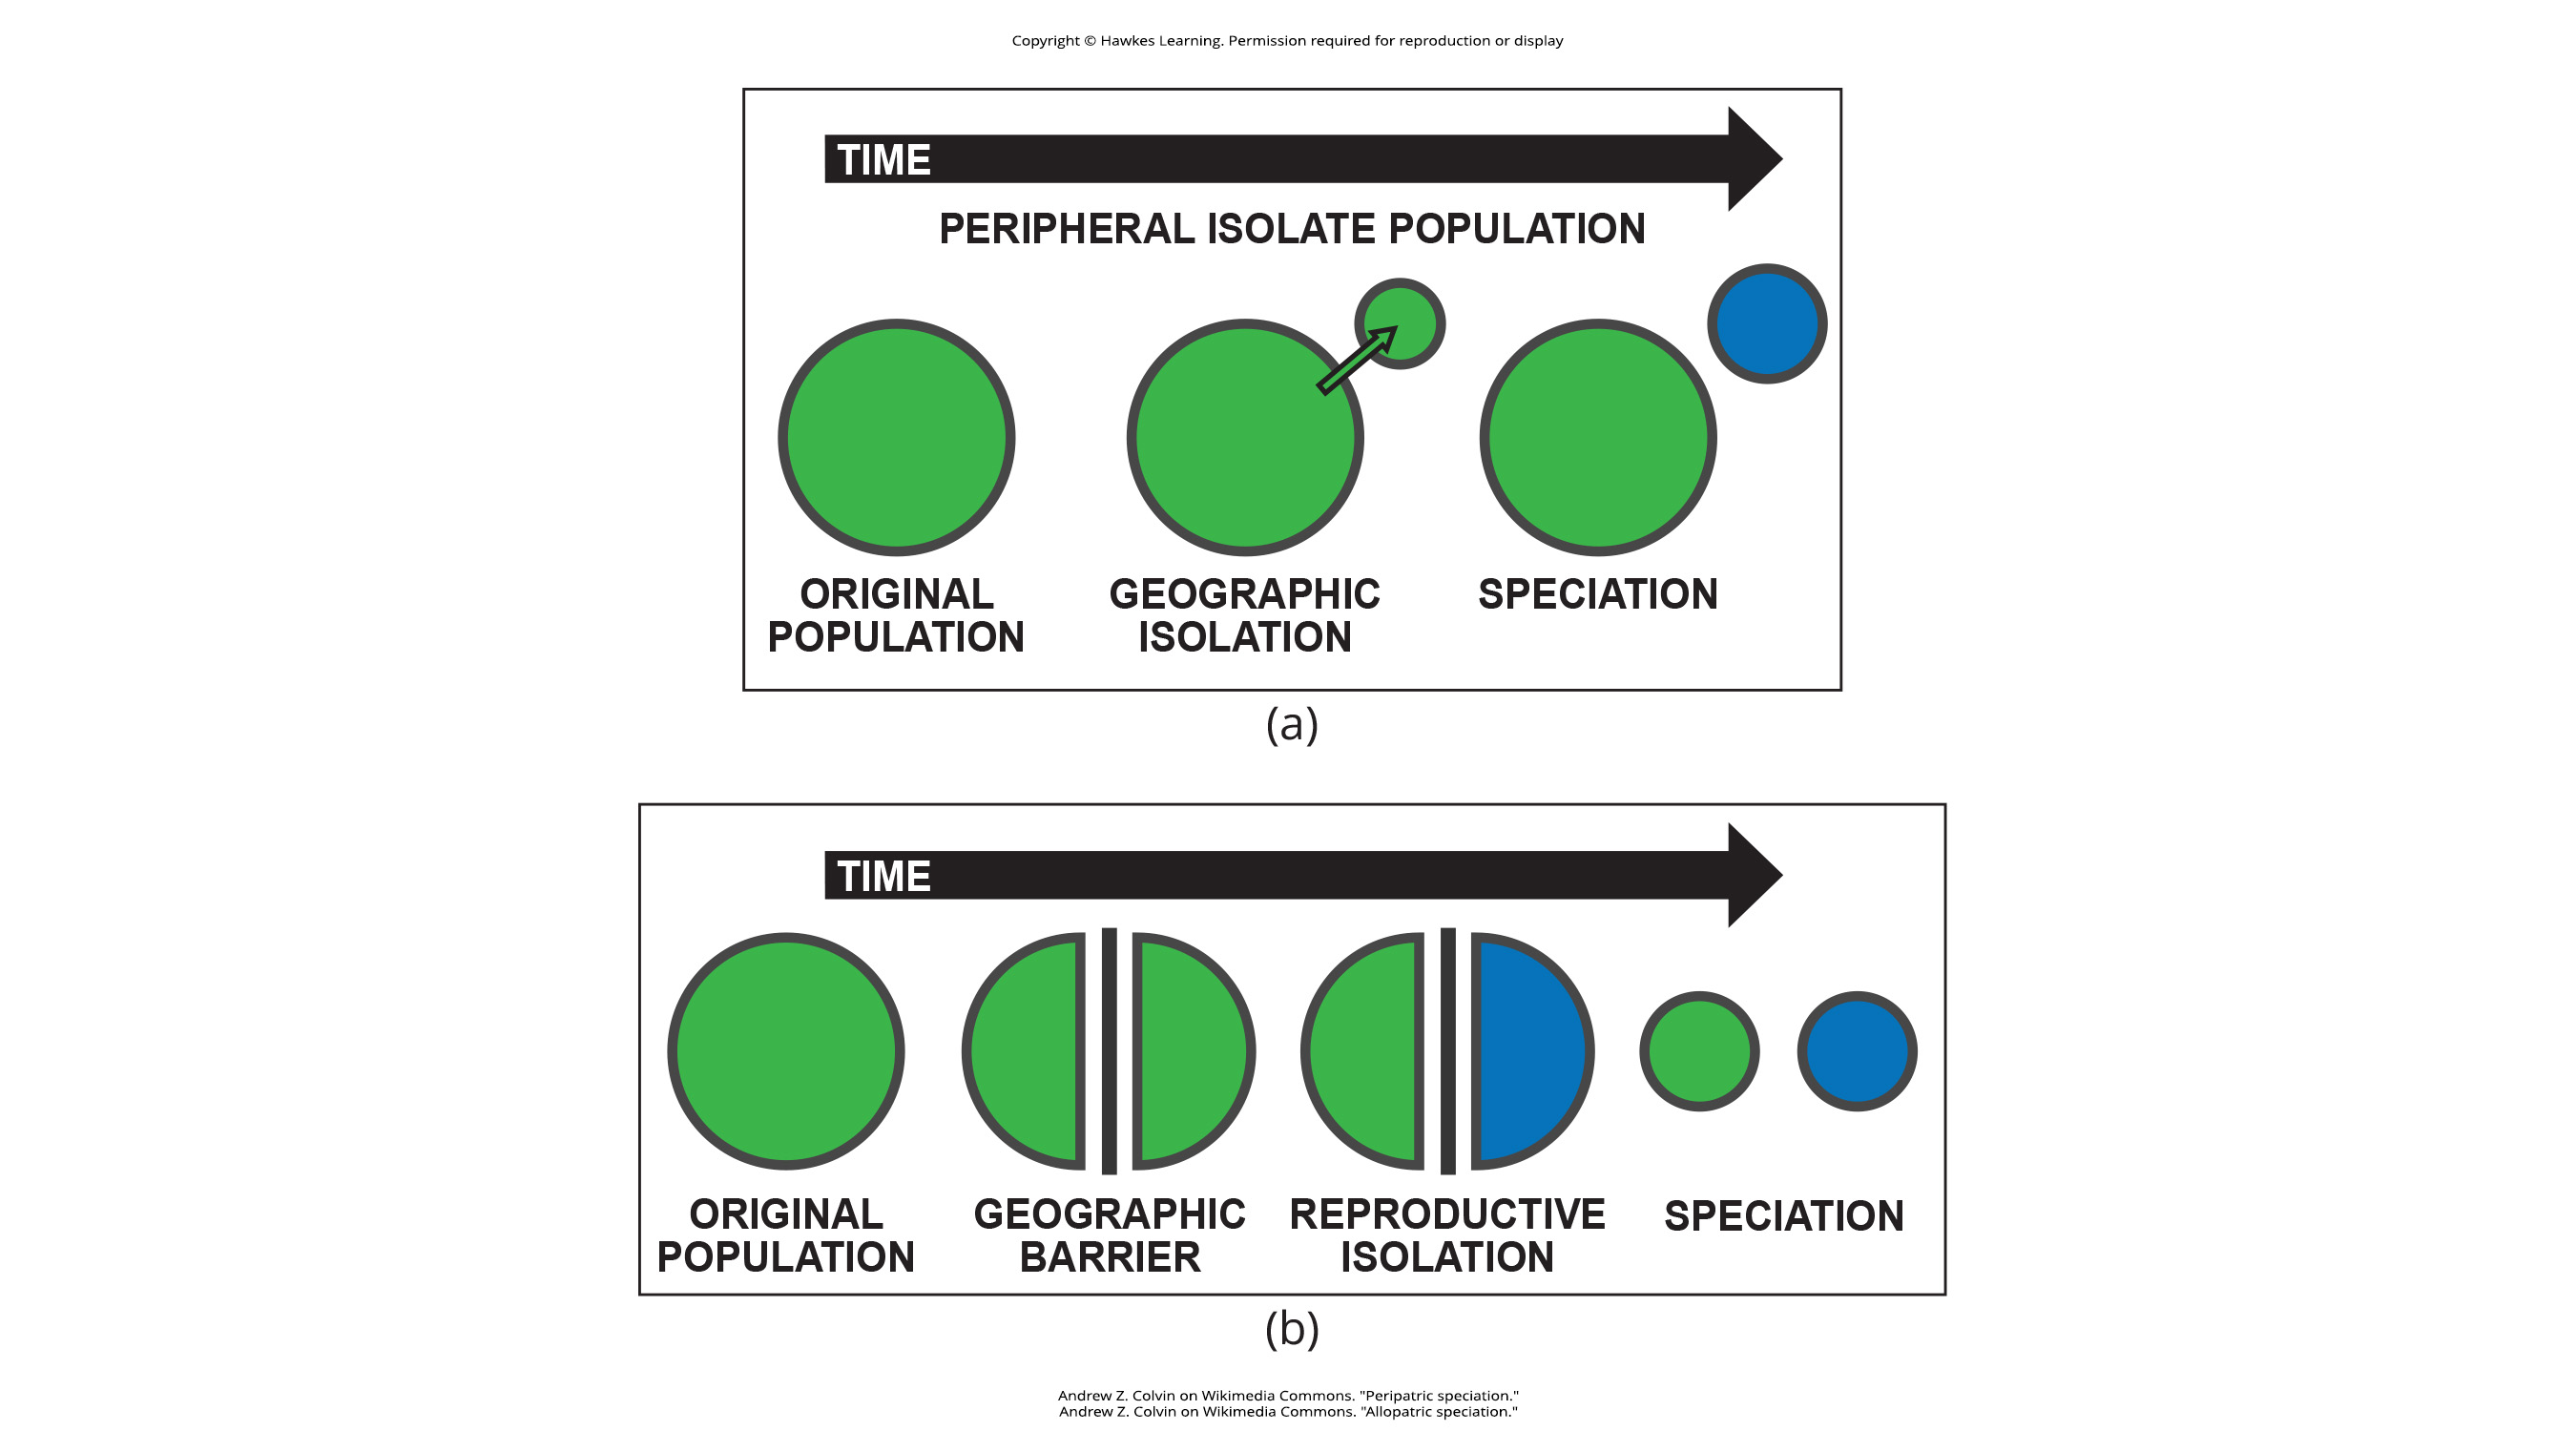 Copyright © Hawkes Learning. Permission required for reproduction or display
TIME
PERIPHERAL ISOLATE POPULATION
ORIGINAL
POPULATION
GEOGRAPHIC
ISOLATION
SPECIATION
(a)
TIME
ORIGINAL
POPULATION
GEOGRAPHIC
BARRIER
REPRODUCTIVE
ISOLATION
SPECIATION
(b)
Andrew Z. Colvin on Wikimedia Commons. "Peripatric speciation."
Andrew Z. Colvin on Wikimedia Commons. "Allopatric speciation."